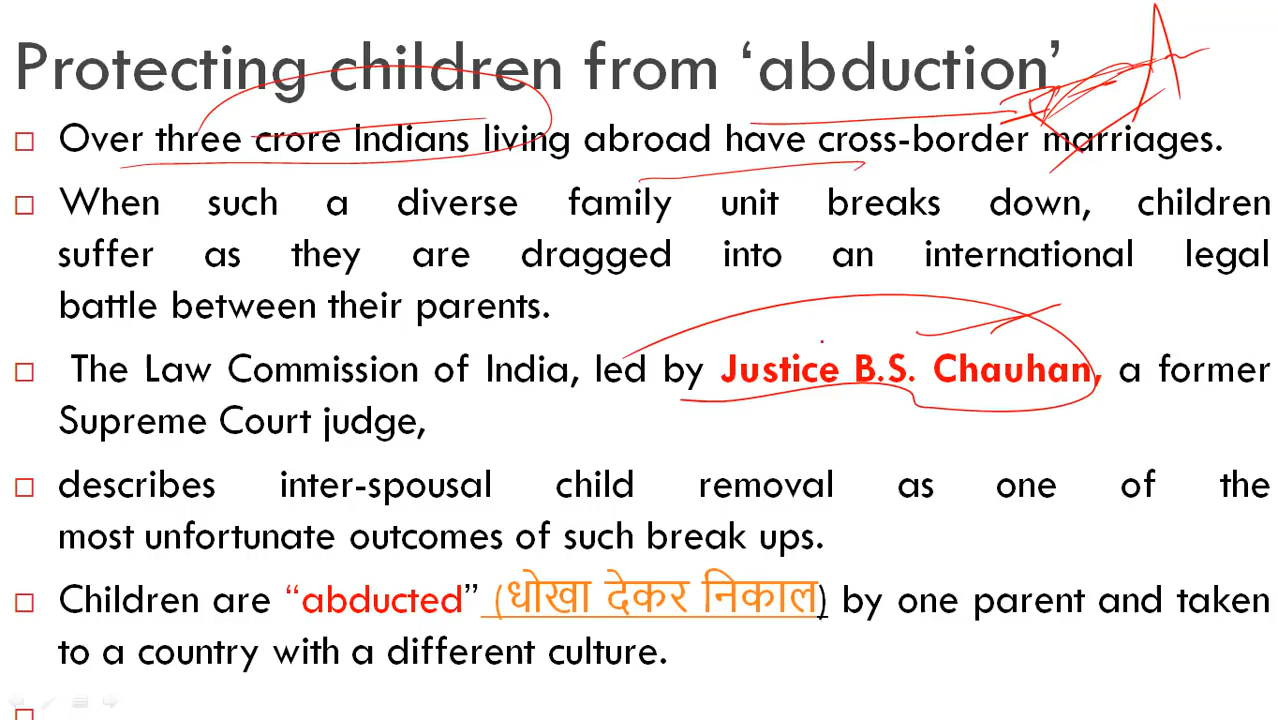 Protecting children from ‘abduction’
Over three crore Indians living abroad have cross-border marriages.
When such a diverse family unit breaks down, children
suffer as they are dragged into an international legal
battle between their parents.
The Law Commission of India, led by Justice B.S. Chauhan, a former
Supreme Court judge,
describes inter-spousal child removal as one of the
most unfortunate outcomes of such break ups.
Children are “abducted” (धोखा देकर निकाल) by one parent and taken
to a country with a different culture.